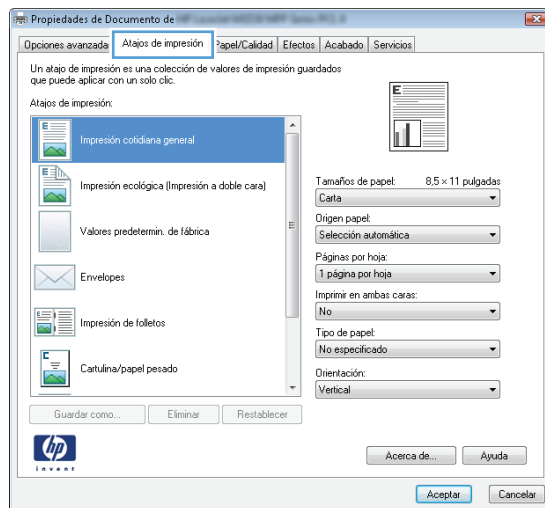 Propiedades de Documento de
Opciones avanzada
Atajos de impresión
Papel/Calidad
Efectos
Acabado
Servicios
Un atajo de impresión es una colección de valores de impresión guardados
que puede aplicar con un solo clic.
Atajos de impresión:
Impresión cotidiana general
Impresión ecológica (Impresión a doble cara)
Valores predetermin. de fábrica
Envelopes
Impresión de folletos
Cartulina/papel pesado
Guardar como...
Eliminar
Restablecer
E
Tamaños de papel: 8,5 × 11 pulgadas
Carta
Origen papel:
Selección automática
Páginas por hoja:
1 página por hoja
Imprimir en ambas caras:
No
Tipo de papel:
No especificado
Orientación:
Vertical
hp
invent
Acerca de...
Ayuda
Aceptar
Cancelar